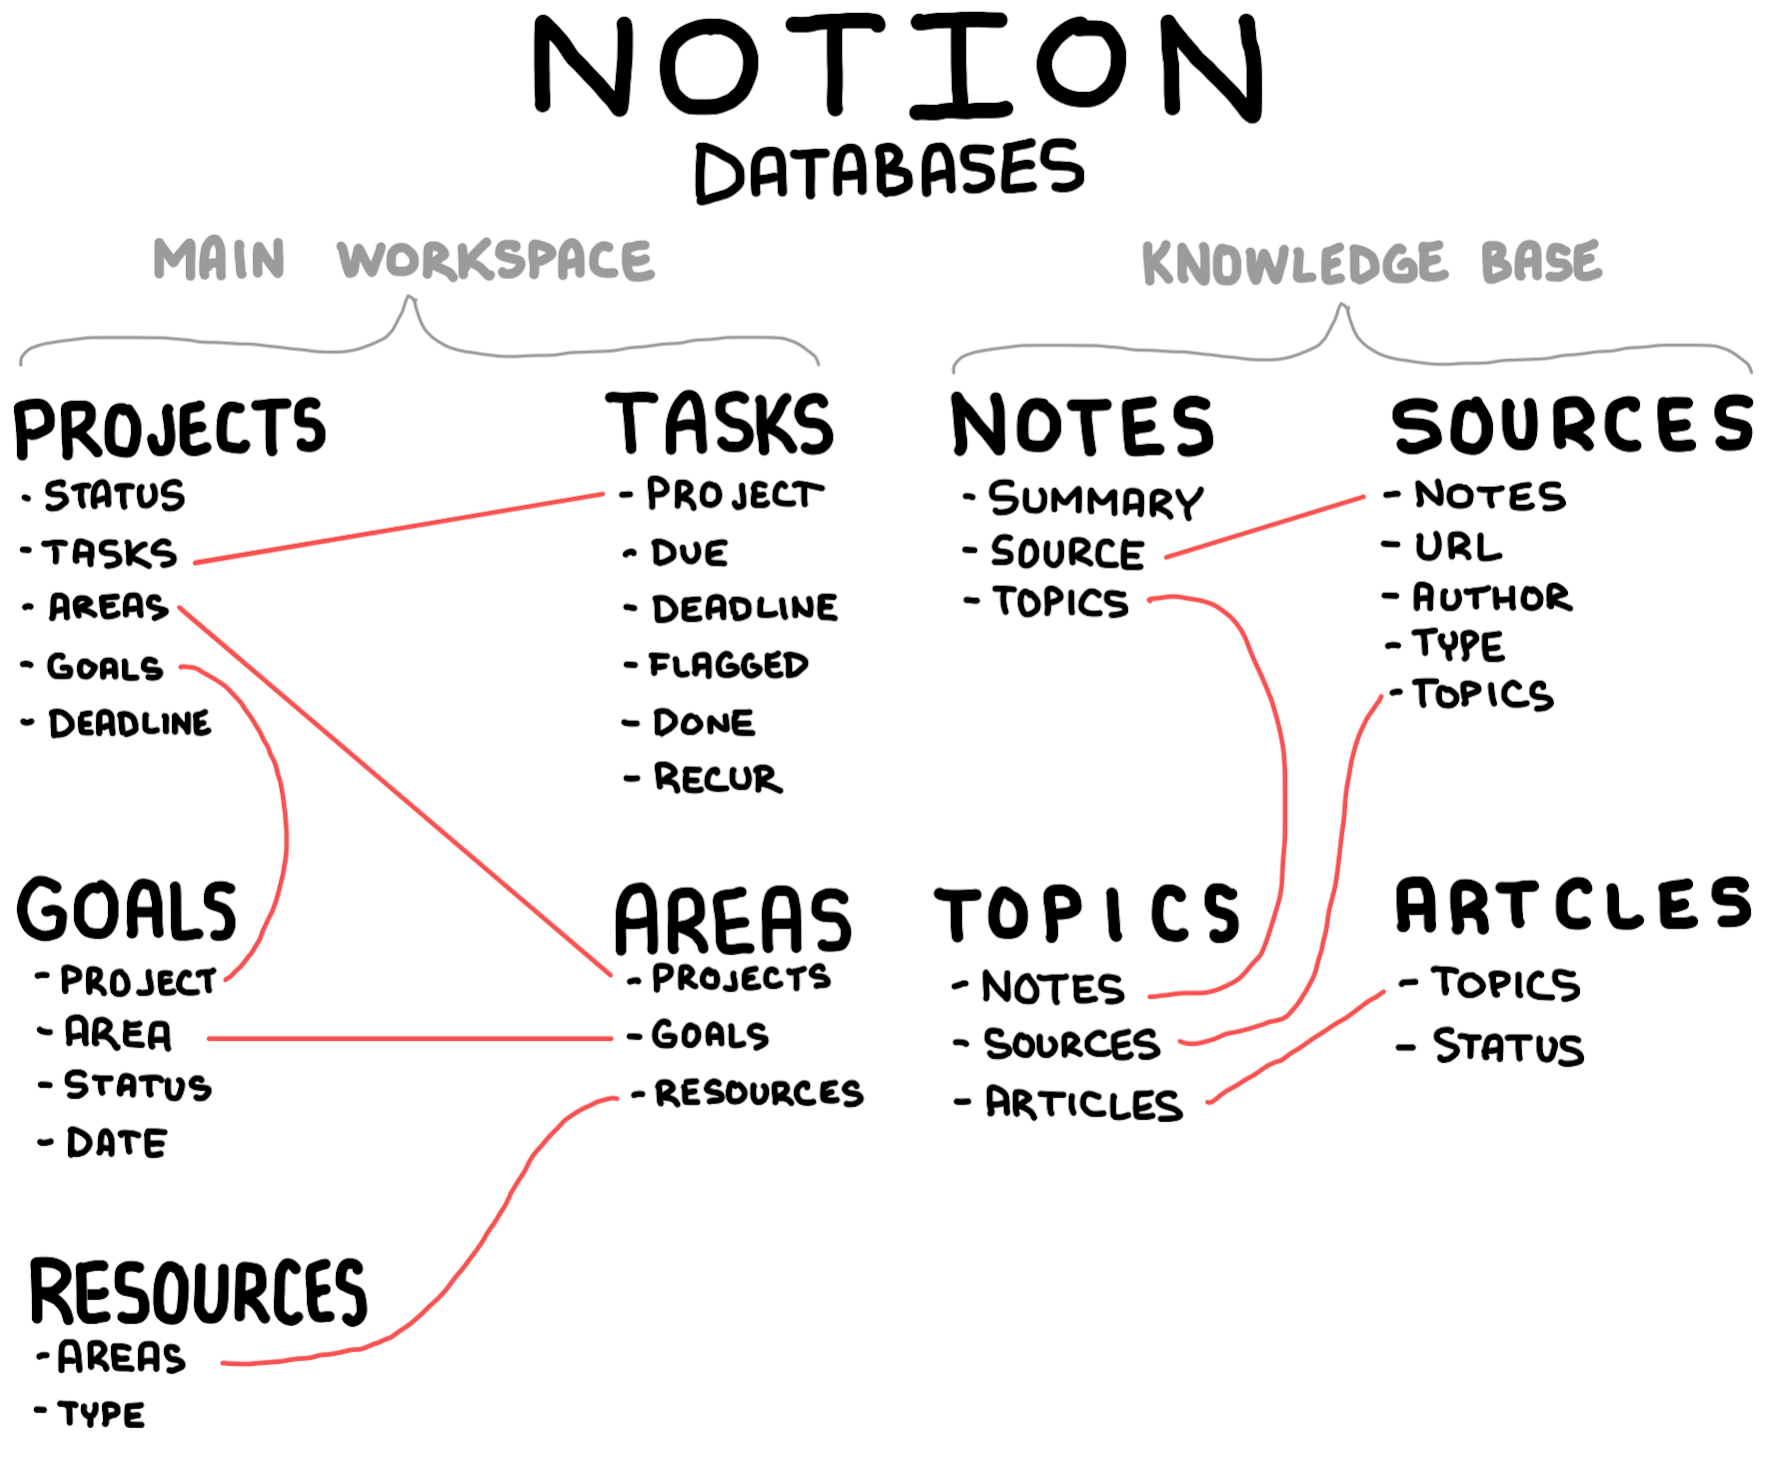 NOTION
DATABASES
MAIN WORKSPACE
PROJECTS
- STATUS
- TASKS
- AREAS
- GOALS
- DEADLINE
TASKS
- PROJECT
- DUE
- DEADLINE
- FLAGGED
- DONE
- RECUR
GOALS
- PROJECT
- AREA
- STATUS
- DATE
AREAS
- PROJECTS
- GOALS
- RESOURCES
RESOURCES
- AREAS
- TYPE
KNOWLEDGE BASE
NOTES
- SUMMARY
- SOURCE
- TOPICS
SOURCES
- NOTES
- URL
- AUTHOR
- TYPE
- TOPICS
TOPICS
- NOTES
- SOURCES
- ARTICLES
ARTCLES
- TOPICS
- STATUS